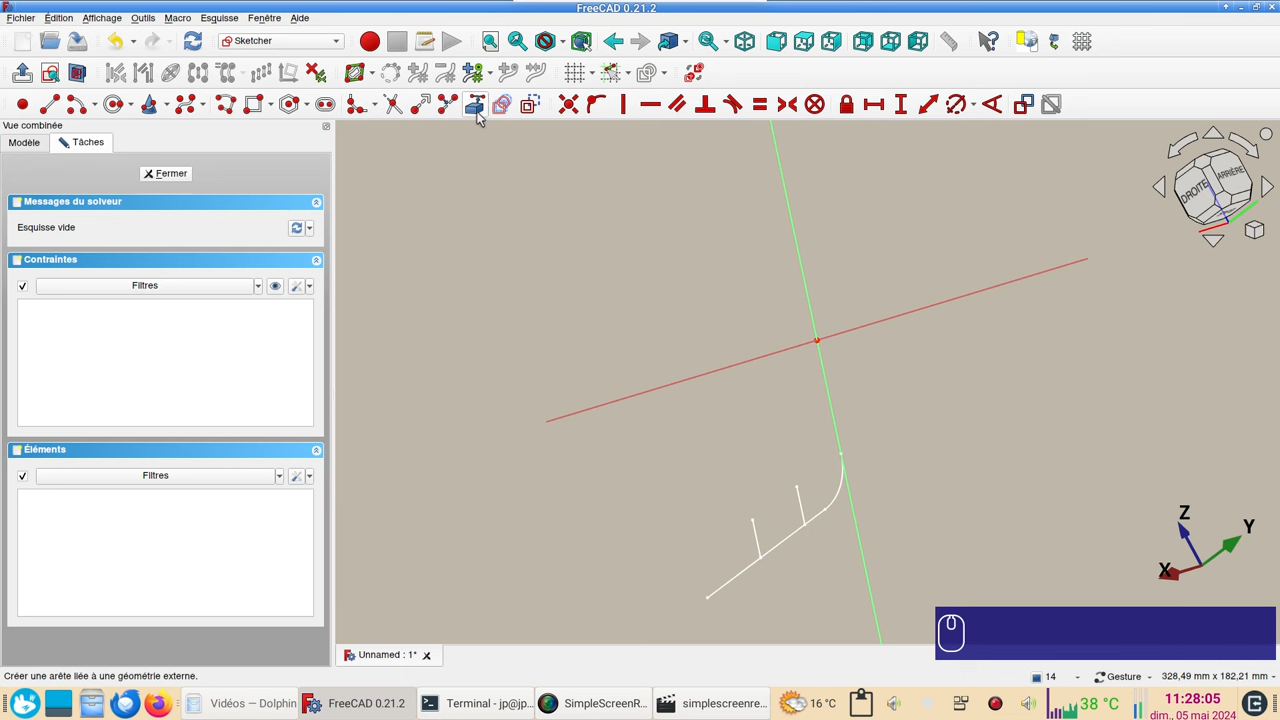 FreeCAD 0.21.2
Fichier Édition Affichage Outils Macro Esquisse Fenêtre Aide
Sketcher
Vue combinée
Modèle Tâches
Fermer
Messages du solveur
Esquisse vide
Contraintes
Filtres
Éléments
Filtres
DROITE ARRIÈRE
Z
Y
X
Unnamed : 1*
Créer une arête liée à une géométrie externe.
14 Gesture 328,49 mm x 182,21 mm
Vidéos — Dolphin FreeCAD 0.21.2 Terminal - jp@jp... SimpleScreenR... simplescreenre... 16 °C 38 °C 11:28:05
dim., 05 mai 2024